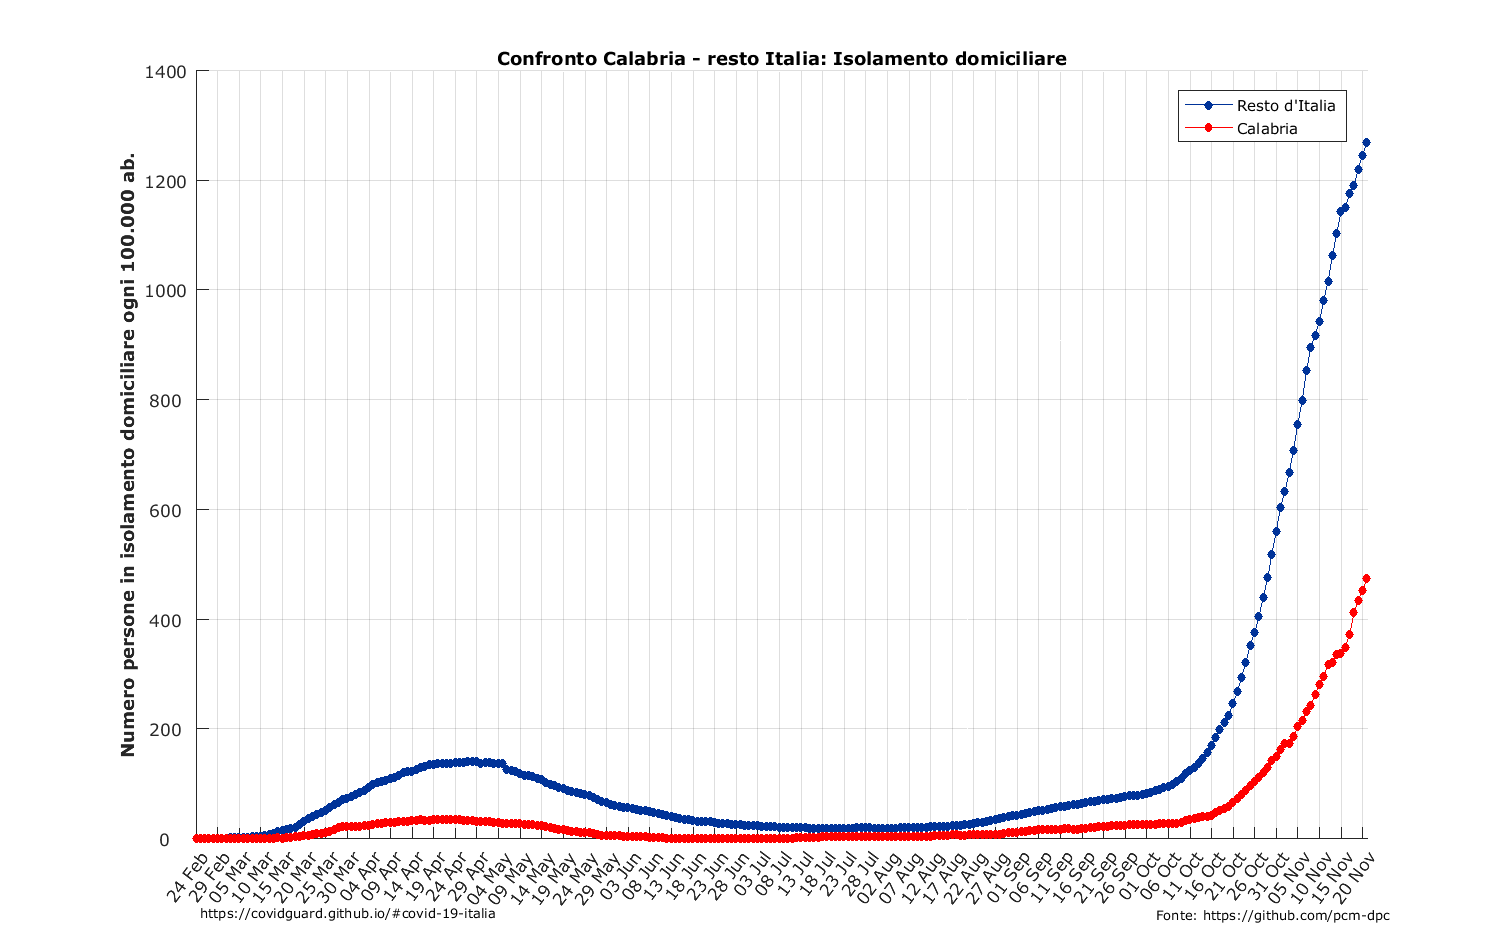 Confronto Calabria - resto Italia: Isolamento domiciliare
Numero persone in isolamento domiciliare ogni 100.000 ab.
1400
1200
1000
800
600
400
200
0
Resto d'Italia
Calabria
24 Feb
29 Feb
05 Mar
10 Mar
15 Mar
20 Mar
25 Mar
30 Mar
04 Apr
09 Apr
14 Apr
19 Apr
24 Apr
29 Apr
04 May
09 May
14 May
19 May
24 May
29 May
03 Jun
08 Jun
13 Jun
18 Jun
23 Jun
28 Jun
03 Jul
08 Jul
13 Jul
18 Jul
23 Jul
28 Jul
02 Aug
07 Aug
12 Aug
17 Aug
22 Aug
27 Aug
01 Sep
06 Sep
11 Sep
16 Sep
21 Sep
26 Sep
01 Oct
06 Oct
11 Oct
16 Oct
21 Oct
26 Oct
31 Oct
05 Nov
10 Nov
15 Nov
20 Nov
https://covidguard.github.io/#covid-19-italia
Fonte: https://github.com/pcm-dpc